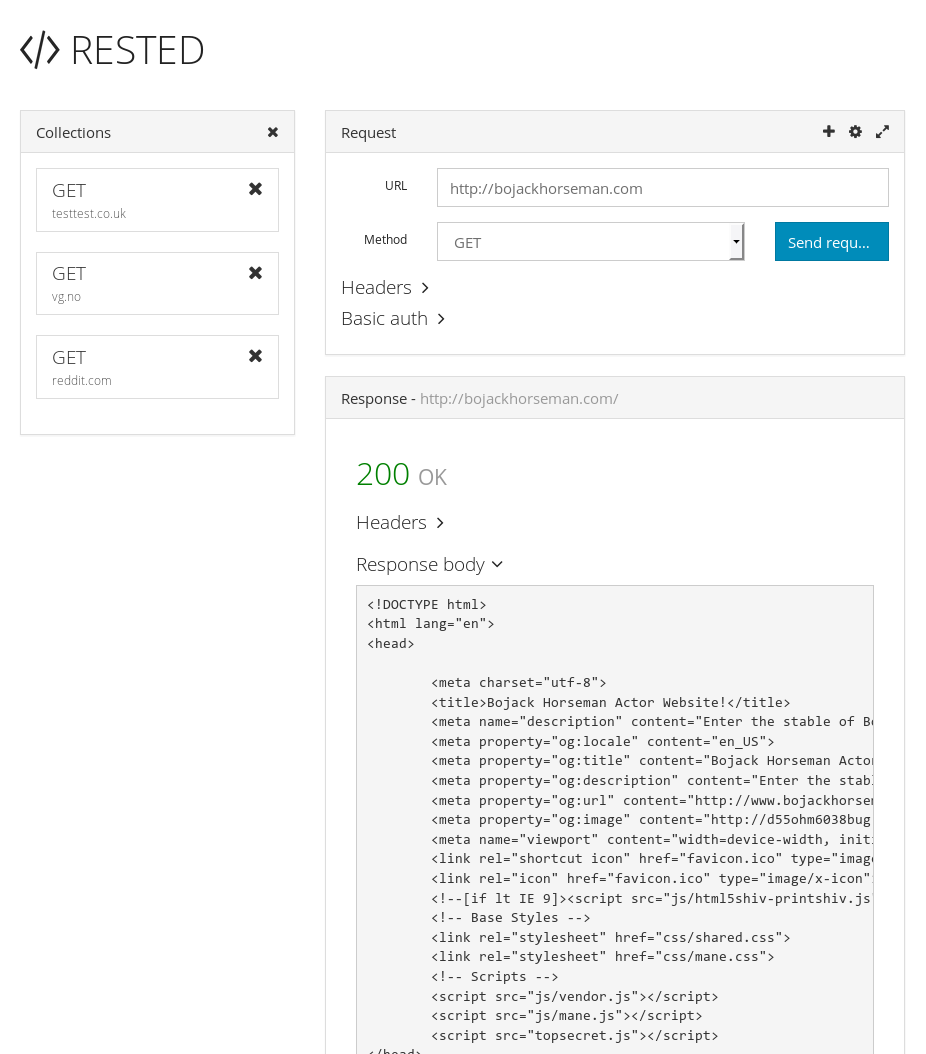 </> RESTED
Collections
GET
testtest.co.uk
GET
vg.no
GET
reddit.com
Request
URL
http://bojackhorseman.com
Method
GET
Send requ...
Headers
Basic auth
Response - http://bojackhorseman.com/
200 OK
Headers
Response body
<!DOCTYPE html>
<html lang="en">
<head>
<meta charset="utf-8">
<title>Bojack Horseman Actor Website!</title>
<meta name="description" content="Enter the stable of Bo
<meta property="og:locale" content="en_US">
<meta property="og:title" content="Bojack Horseman Actor
<meta property="og:description" content="Enter the stabl
<meta property="og:url" content="http://www.bojackhorsem
<meta property="og:image" content="http://d55ohm6038bug
<meta name="viewport" content="width=device-width, initi
<link rel="shortcut icon" href="favicon.ico" type="image
<link rel="icon" href="favicon.ico" type="image/x-icon"
<!--[if lt IE 9]><script src="js/html5shiv-printshiv.js"
<!-- Base Styles -->
<link rel="stylesheet" href="css/shared.css">
<link rel="stylesheet" href="css/mane.css">
<!-- Scripts -->
<script src="js/vendor.js"></script>
<script src="js/mane.js"></script>
<script src="topsecret.js"></script>
</head>